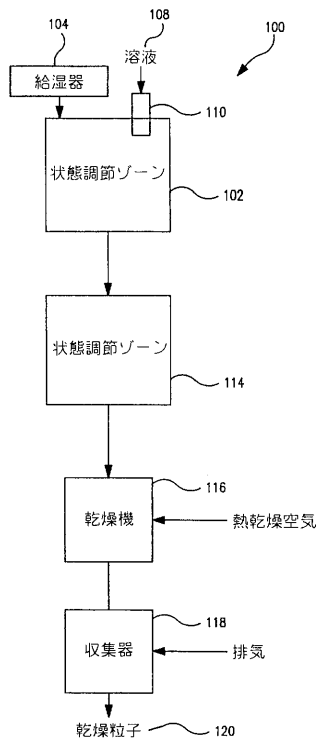 104
108
100
溶液
給湿器
110
状態調節ゾーン
102
状態調節ゾーン
114
116
乾燥機
熱乾燥空気
118
収集器
排気
乾燥粒子
120